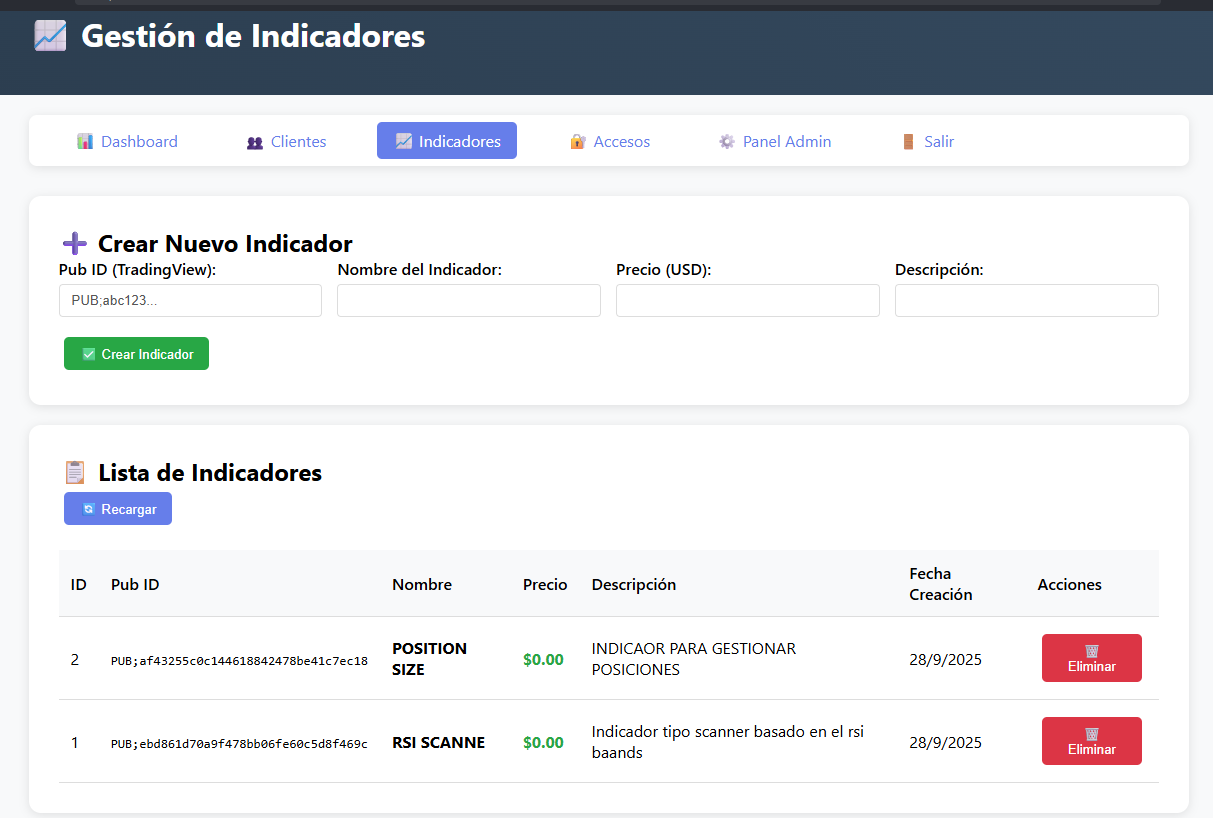 Gestión de Indicadores
Dashboard Clientes Indicadores Accesos Panel Admin Salir
Crear Nuevo Indicador
Pub ID (TradingView): Nombre del Indicador: Precio (USD): Descripción:
PUB;abc123...
Crear Indicador
Lista de Indicadores
Recargar
ID Pub ID Nombre Precio Descripción Fecha Creación Acciones
2 PUB;af43255c0c144618842478be41c7ec18 POSITION SIZE $0.00 INDICAOR PARA GESTIONAR POSICIONES 28/9/2025 Eliminar
1 PUB;ebd861d70a9f478bb06fe60c5d8f469c RSI SCANNE $0.00 Indicador tipo scanner basado en el rsi baands 28/9/2025 Eliminar